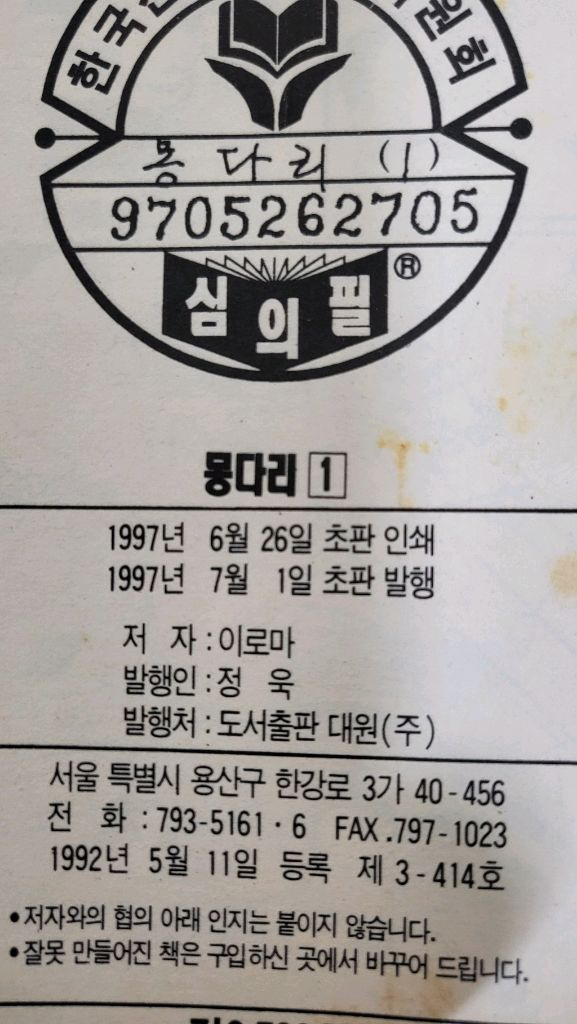 한국
원회
몽다리 (1)
9705262705
심의필 ®
몽다리 1
1997년 6월 26일 초판 인쇄
1997년 7월 1일 초판 발행
저 자 : 이로마
발행인 : 정 욱
발행처 : 도서출판 대원(주)
서울 특별시 용산구 한강로 3가 40-456
전 화 : 793-5161·6 FAX.797-1023
1992년 5월 11일 등록 제 3-414호
•저자와의 협의 아래 인지는 붙이지 않습니다.
•잘못 만들어진 책은 구입하신 곳에서 바꾸어 드립니다.